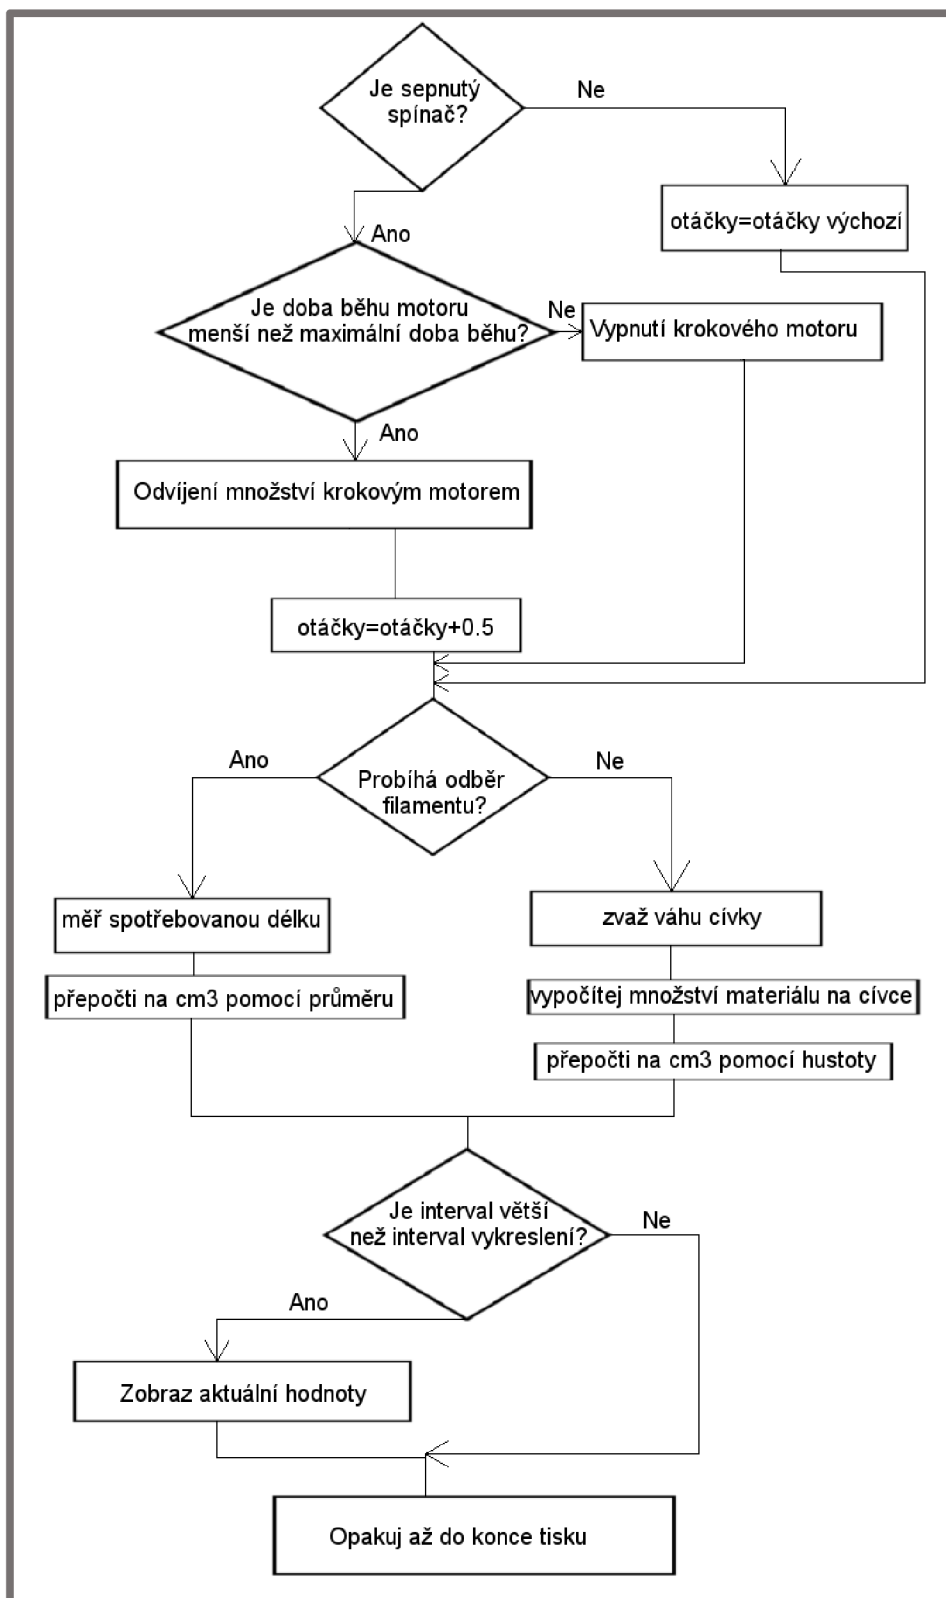 Je sepnutý
spínač?
Ne
otáčky=otáčky výchozí
Ano
Je doba běhu motoru
menší než maximální doba běhu?
Ne
Vypnutí krokového motoru
Ano
Odvíjení množství krokovým motorem
otáčky=otáčky+0.5
Ano
Probíhá odběr
filamentu?
Ne
měř spotřebovanou délku
zvaž váhu cívky
přepočti na cm3 pomocí průměru
vypočítej množství materiálu na cívce
přepočti na cm3 pomocí hustoty
Je interval větší
než interval vykreslení?
Ne
Ano
Zobraz aktuální hodnoty
Opakuj až do konce tisku